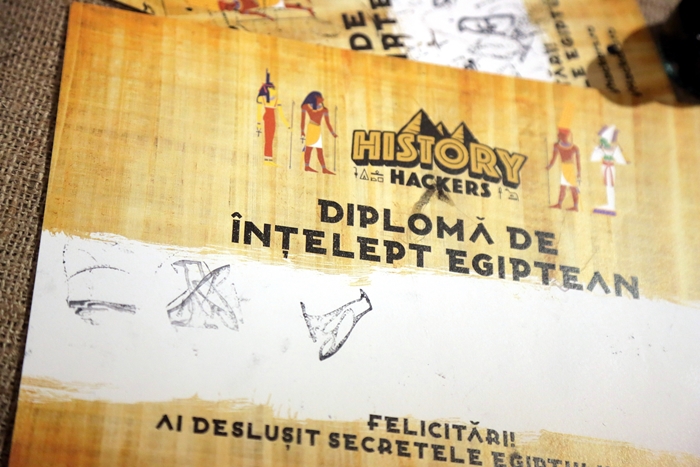 HISTORY
HACKERS
DIPLOMĂ DE
ÎNȚELEPT EGIPTEAN
FELICITĂRI!
AI DESLUȘIT SECRETELE